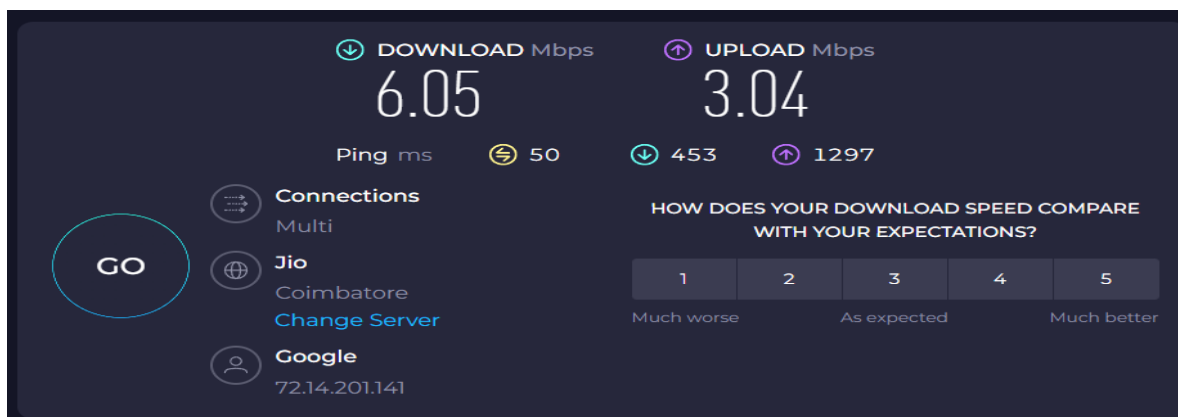 DOWNLOAD Mbps
6.05
UPLOAD Mbps
3.04
Ping ms 50 453 1297
GO
Connections
Multi
Jio
Coimbatore
Change Server
Google
72.14.201.141
HOW DOES YOUR DOWNLOAD SPEED COMPARE
WITH YOUR EXPECTATIONS?
1 2 3 4 5
Much worse As expected Much better